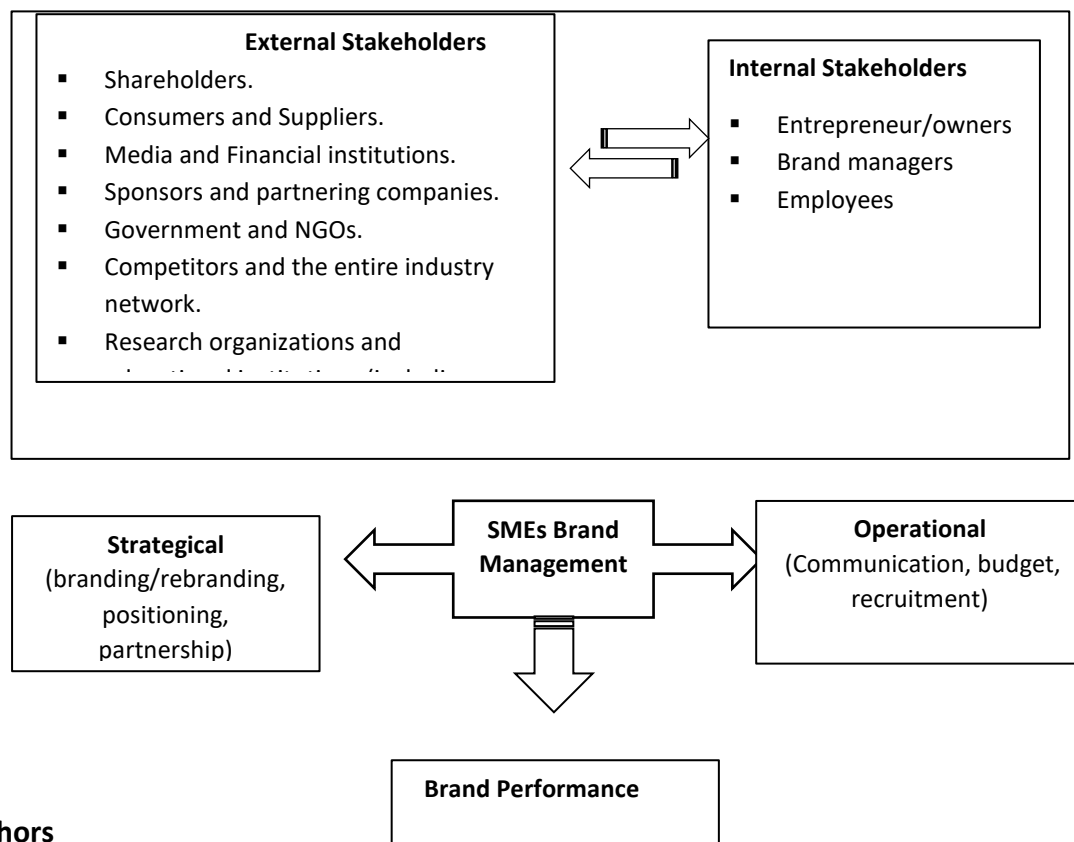 External Stakeholders
▪ Shareholders.
▪ Consumers and Suppliers.
▪ Media and Financial institutions.
▪ Sponsors and partnering companies.
▪ Government and NGOs.
▪ Competitors and the entire industry
network.
▪ Research organizations and
Internal Stakeholders
▪ Entrepreneur/owners
▪ Brand managers
▪ Employees
Strategical
(branding/rebranding,
positioning,
partnership)
SMEs Brand
Management
Operational
(Communication, budget,
recruitment)
Brand Performance
hors